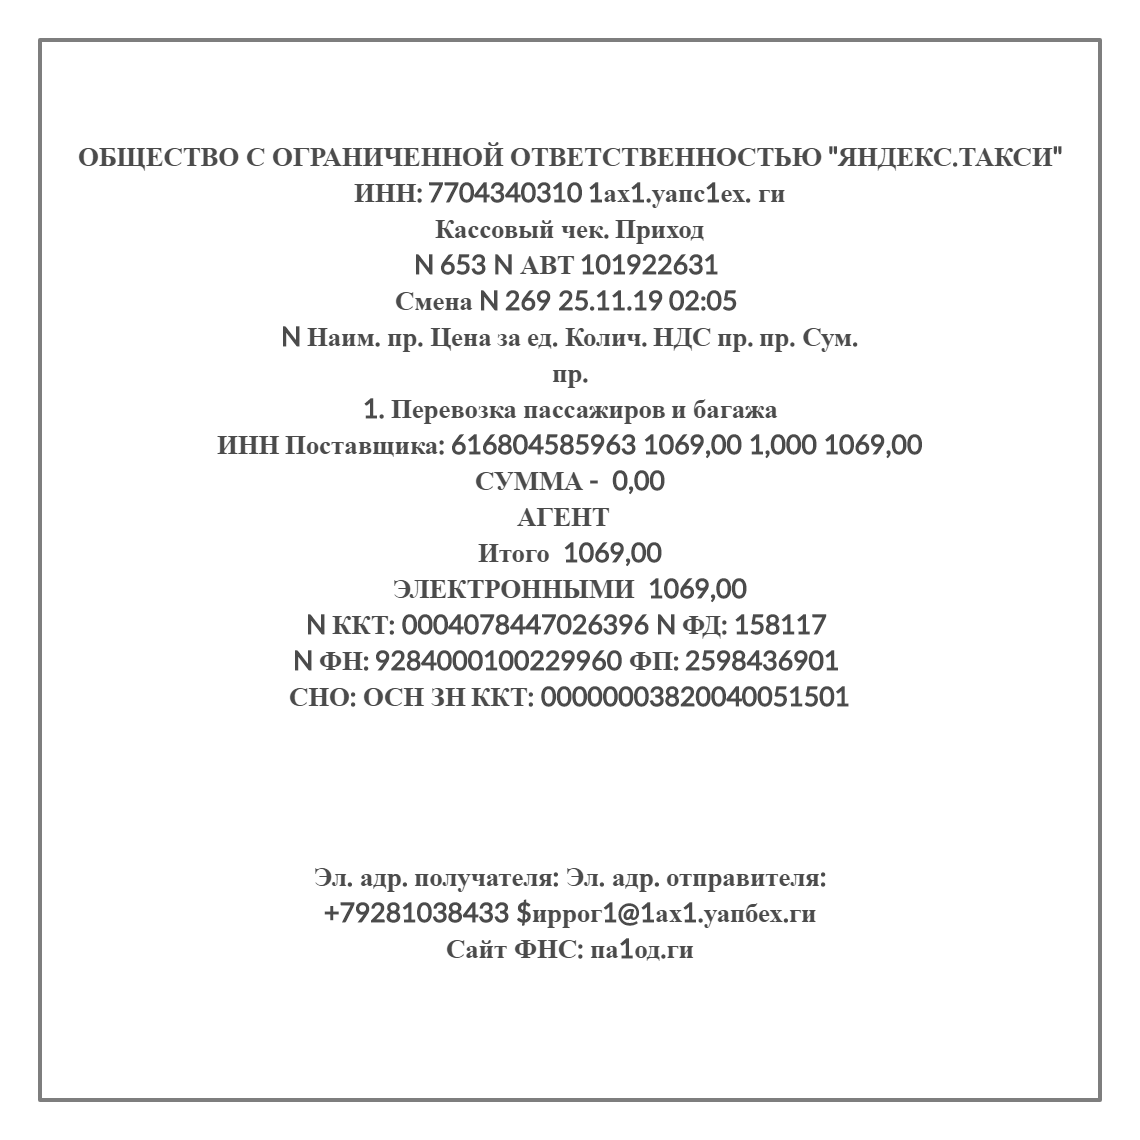 ОБЩЕСТВО С ОГРАНИЧЕННОЙ ОТВЕТСТВЕННОСТЬЮ "ЯНДЕКС.ТАКСИ"
ИНН: 7704340310 1ах1.уапс1ех. ги
Кассовый чек. Приход
N 653 N АВТ 101922631
Смена N 269 25.11.19 02:05
N Наим. пр. Цена за ед. Колич. НДС пр. пр. Сум.
пр.
1. Перевозка пассажиров и багажа
ИНН Поставщика: 616804585963 1069,00 1,000 1069,00
СУММА - 0,00
АГЕНТ
Итого 1069,00
ЭЛЕКТРОННЫМИ 1069,00
N ККТ: 0004078447026396 N ФД: 158117
N ФН: 9284000100229960 ФП: 2598436901
СНО: ОСН ЗН ККТ: 00000003820040051501
Эл. адр. получателя: Эл. адр. отправителя:
+79281038433 $иррог1@1ах1.уапбех.ги
Сайт ФНС: па1од.ги